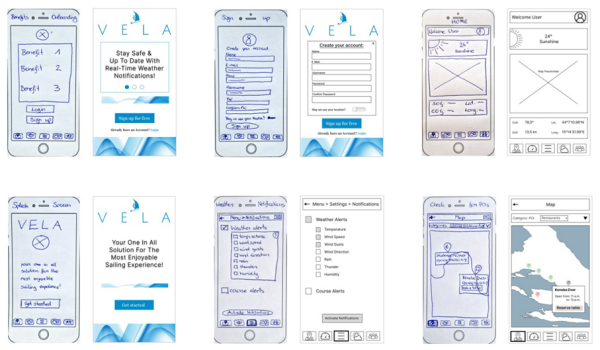 Benefits Onboarding
Benefit 1
Benefit 2
Benefit 3
Login
Sign up
VELA
Stay Safe &
Up To Date With
Real-Time Weather
Notifications!
Sign up for free
Already have an Account? Login
Sign up
Create your account:
Name
E-Mail
Username
Password
Sign up
VELA
Create your account:
Name
E-Mail
Username
Password
Confirm Password
May we use your location?
Sign up for free
Already have an Account? Login
HOME
Welcome User
24°
Sunshine
Welcome User
24°
Sunshine
Map Placeholder
Splash Screen
VELA
your one in all
solution for the
most enjoyable
sailing experience!
Get started
VELA
Your One In All
Solution For The
Most Enjoyable
Sailing Experience!
Get started
Weather Notifications
Menu>Notifications
Weather Alerts
temperature
wind speed
wind gusts
wind direction
rain
thunder
humidity
course alerts
Activate Notifications
Menu > Settings > Notifications
Weather Alerts
Temperature
Wind Speed
Wind Gusts
Wind Direction
Rain
Thunder
Humidity
Course Alerts
Activate Notifications
Check
Map
Map
Category: POI
Restaurants
Konoba Dvor
Reserve table